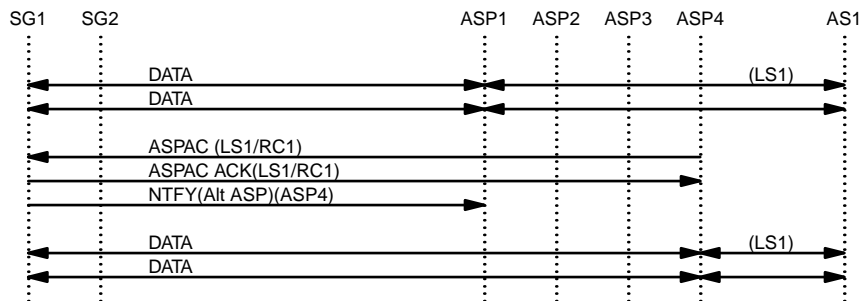 SG1 SG2 ASP1 ASP2 ASP3 ASP4 AS1
DATA (LS1)
DATA
ASPAC (LS1/RC1)
ASPAC ACK(LS1/RC1)
NTFY(Alt ASP)(ASP4)
DATA (LS1)
DATA